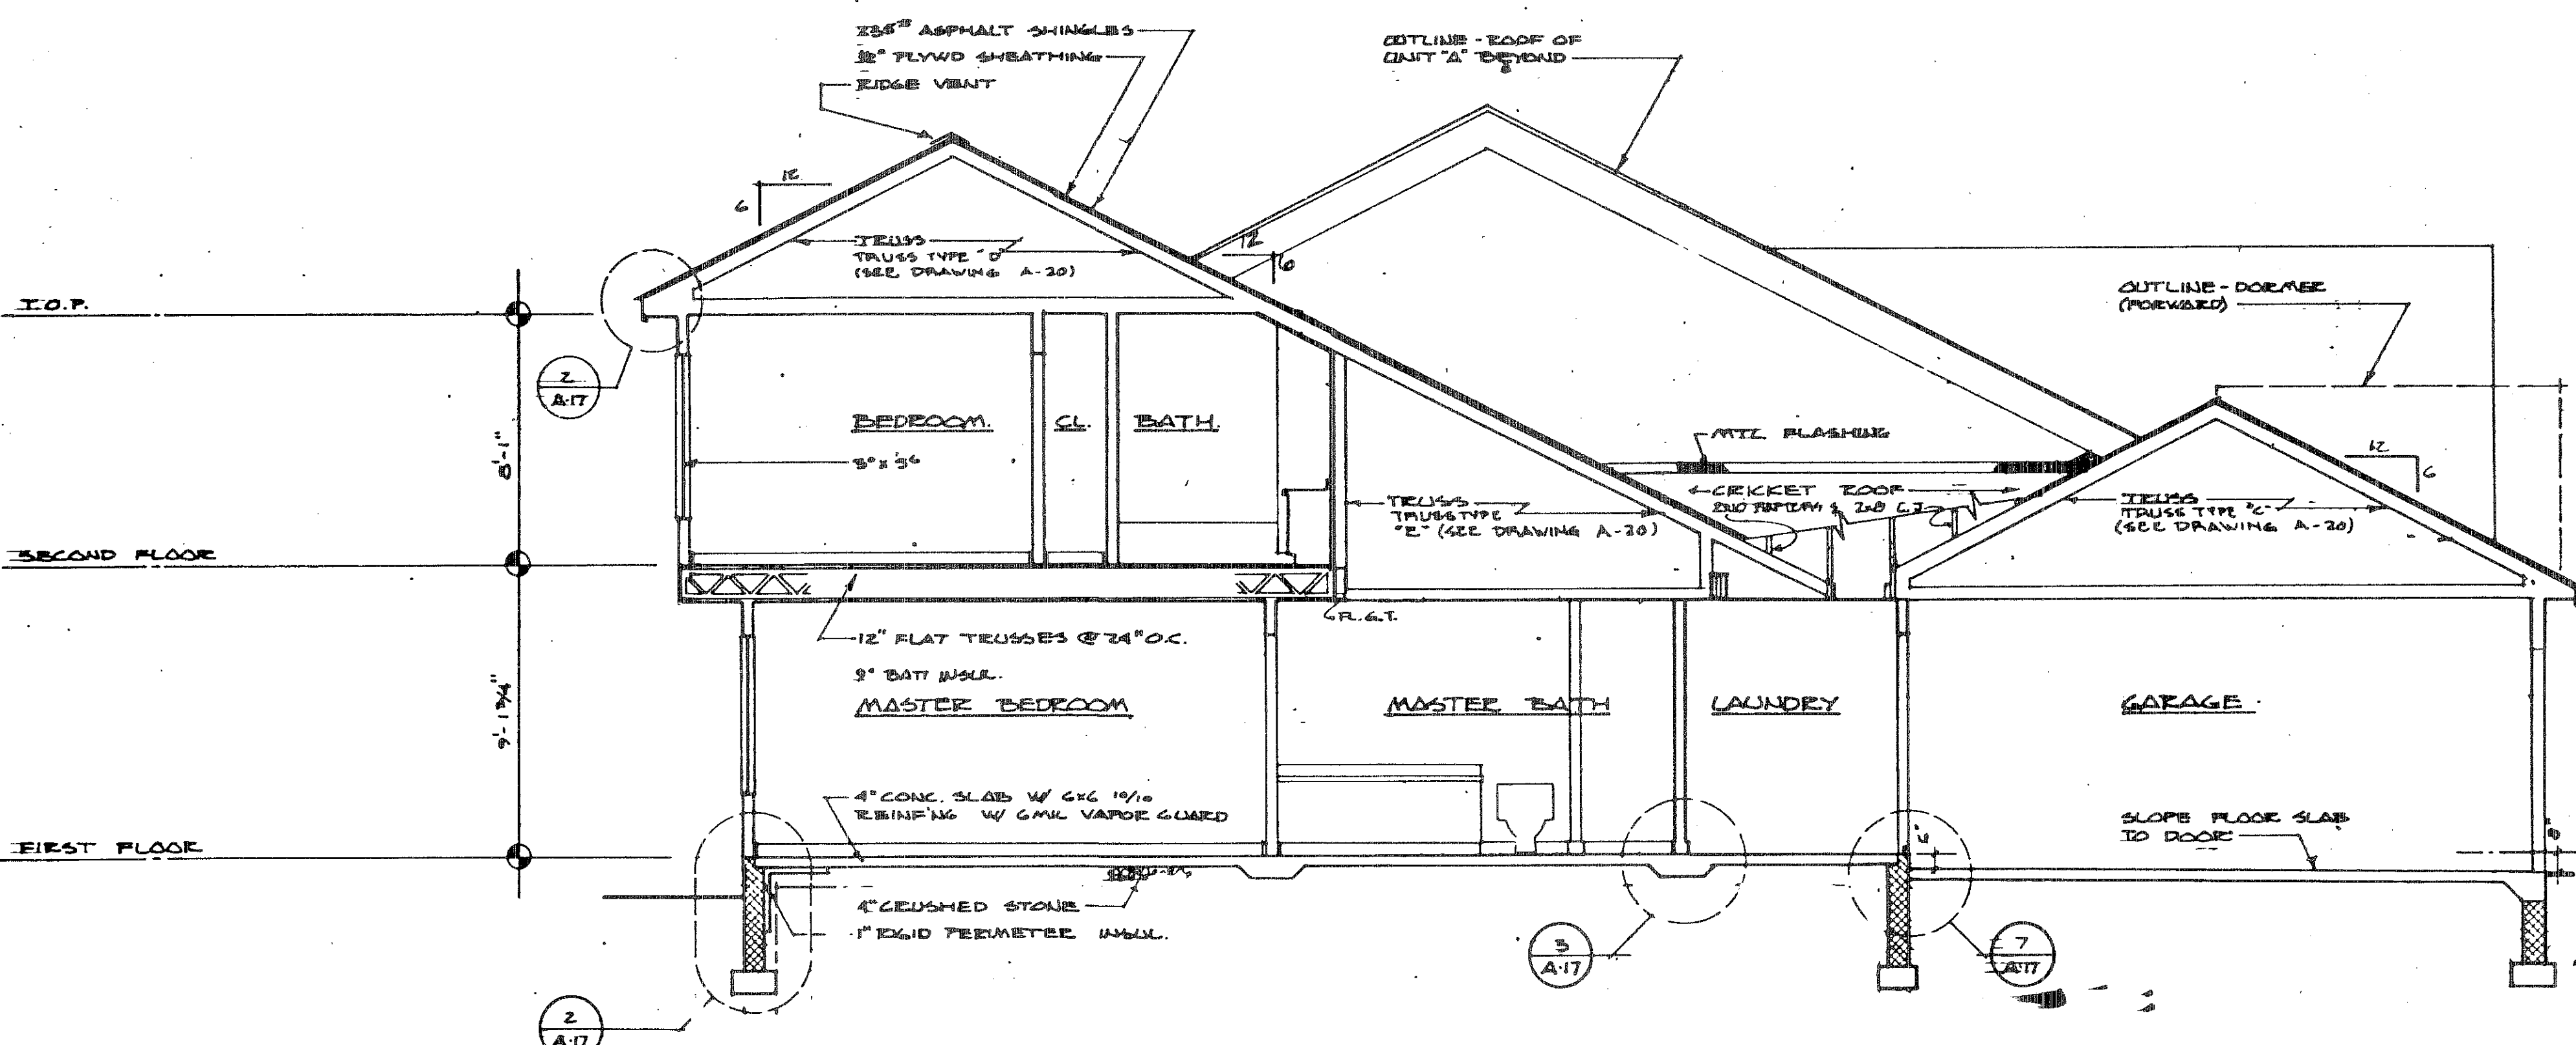 235# ASPHALT SHINGLES
1/2" PLYWD SHEATHING
RIDGE VENT
OUTLINE - ROOF OF
UNIT "A" BEYOND
12
6
TRUSS
TRUSS TYPE "D"
(SEE DRAWING A-20)
12
6
T.O.P.
OUTLINE - DORMER
(FORWARD)
2
A-17
8'-1"
BEDROOM.
CL.
BATH.
MTL FLASHING
12
6
CRICKET ROOF
TRUSS
TRUSS TYPE
"E" (SEE DRAWING A-20)
TRUSS
TRUSS TYPE "C"
(SEE DRAWING A-20)
SECOND FLOOR
12" FLAT TRUSSES @ 24" O.C.
9" BATT INSUL.
MASTER BEDROOM
MASTER BATH
LAUNDRY
GARAGE
9'-1 3/4"
4" CONC. SLAB W/ 6x6 10/10
REINF'NG W/ 6 MIL VAPOR GUARD
SLOPE FLOOR SLAB
TO DOOR
FIRST FLOOR
4" CRUSHED STONE
1" RIGID PERIMETER INSUL.
A-17
7
A-17
2
A-17